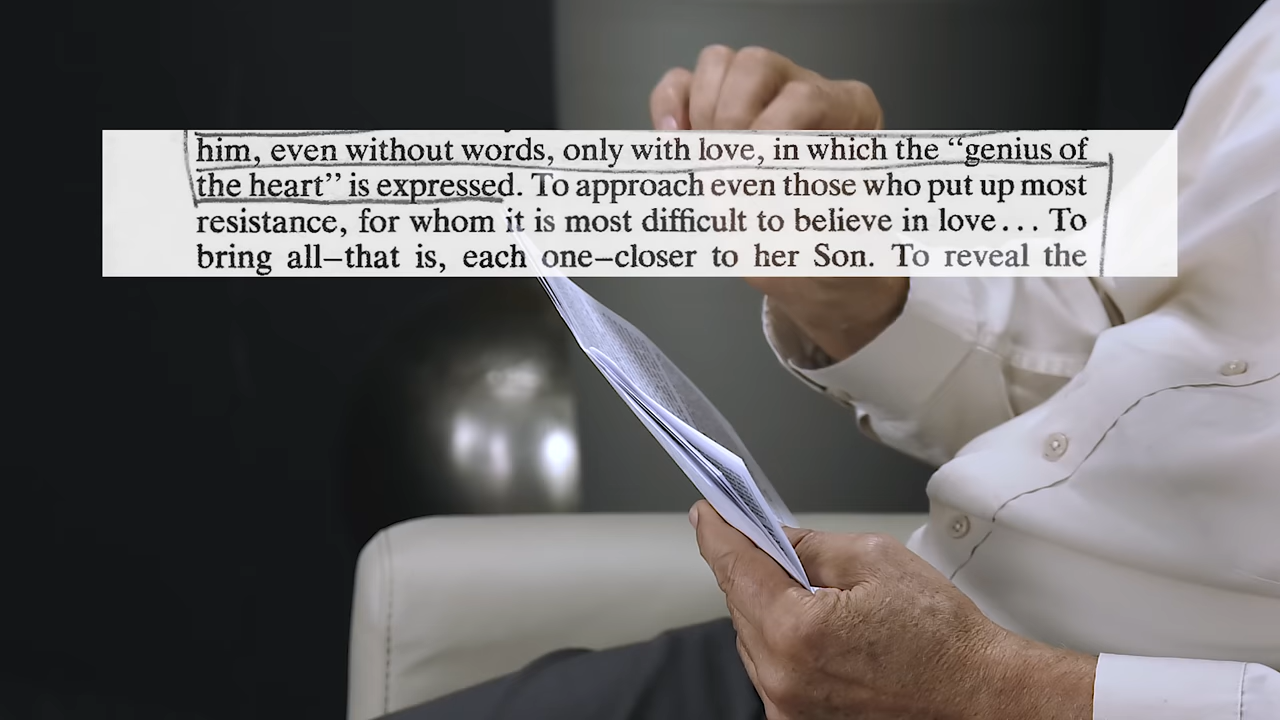 him, even without words, only with love, in which the “genius of
the heart” is expressed. To approach even those who put up most
resistance, for whom it is most difficult to believe in love... To
bring all–that is, each one–closer to her Son. To reveal the